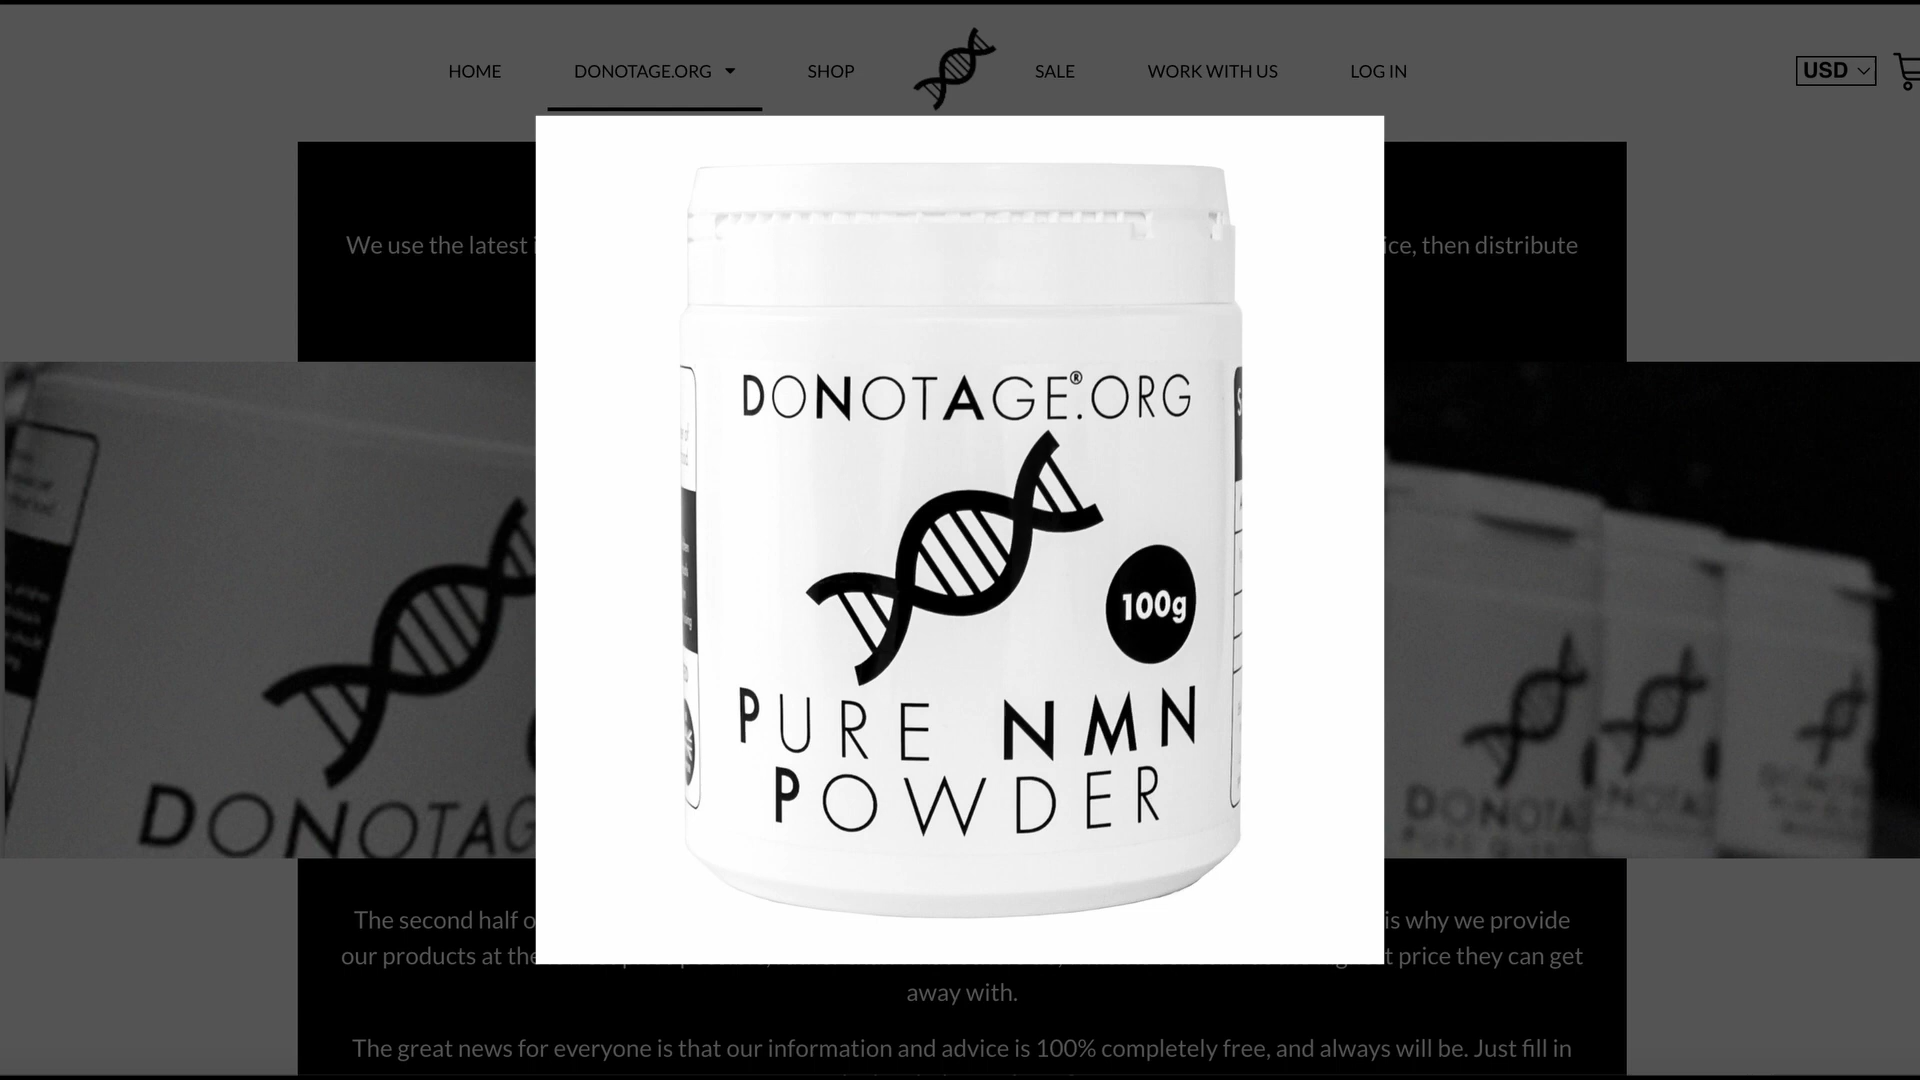 HOME DONOTAGE.ORG SHOP SALE WORK WITH US LOG IN USD
We use the latest ice, then distribute
DONOTAGE®.ORG
100g
PURE NMN
POWDER
DONOTAG
DONOTA
The second half o is why we provide
our products at the t price they can get
away with.
The great news for everyone is that our information and advice is 100% completely free, and always will be. Just fill in